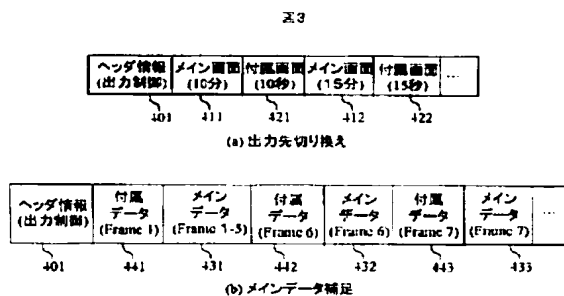 図3
ヘッダ情報 メイン画面 付属画面 メイン画面 付属画面 …
(出力制御) (10分) (10秒) (15分) (15秒)
401 411 421 412 422
(a) 出力先切り換え
付属 メイン 付属 メイン 付属 メイン
ヘッダ情報 データ データ データ データ データ データ …
(出力制御) (Frame 1) (Frame 1-5) (Frame 6) (Frame 6) (Frame 7) (Frame 7)
401 441 431 442 432 443 433
(b) メインデータ補足